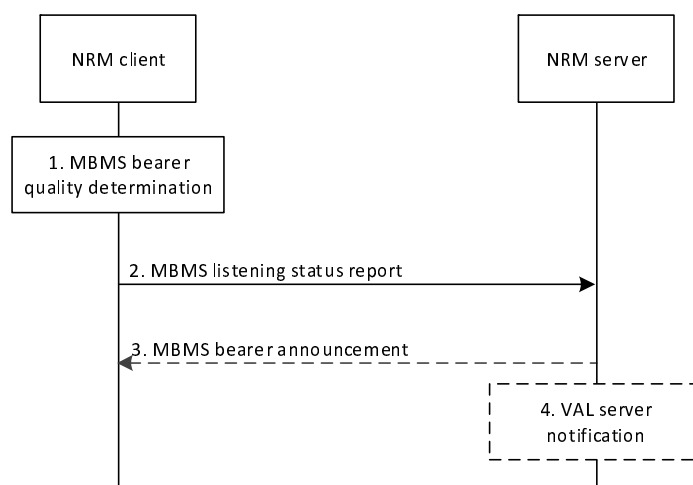 NRM client
NRM server
1. MBMS bearer
quality determination
2. MBMS listening status report
3. MBMS bearer announcement
4. VAL server
notification